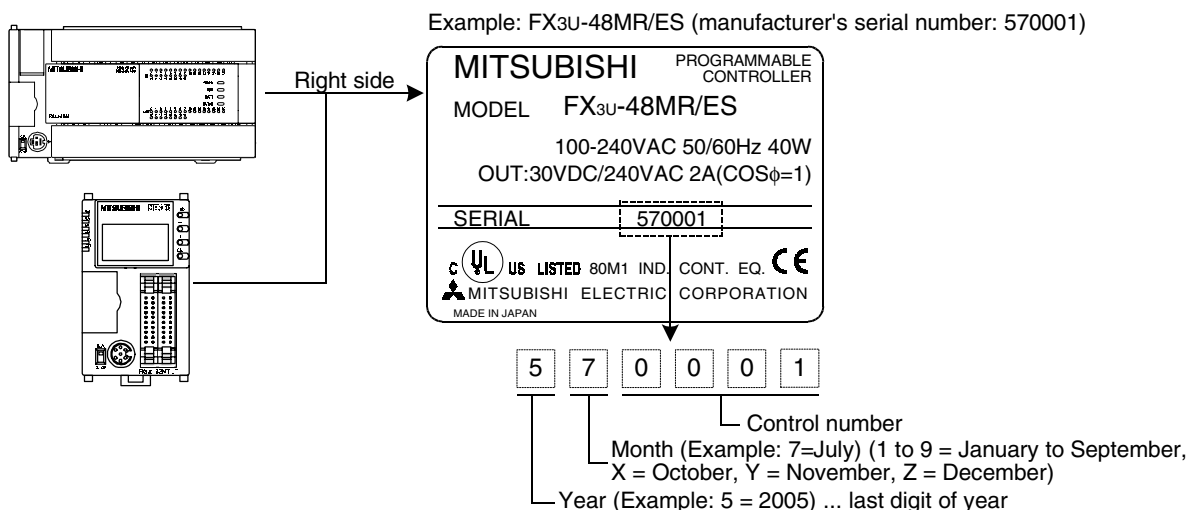 Example: FX3U-48MR/ES (manufacturer's serial number: 570001)
MITSUBISHI
PROGRAMMABLE
CONTROLLER
Right side
MODEL FX3U-48MR/ES
100-240VAC 50/60Hz 40W
OUT:30VDC/240VAC 2A(COSϕ=1)
SERIAL 570001
C UL US LISTED 80M1 IND. CONT. EQ. CE
MITSUBISHI ELECTRIC CORPORATION
MADE IN JAPAN
MITSUBISHI
MITSUBISHI
5 7 0 0 0 1
Control number
Month (Example: 7=July) (1 to 9 = January to September,
X = October, Y = November, Z = December)
Year (Example: 5 = 2005) ... last digit of year